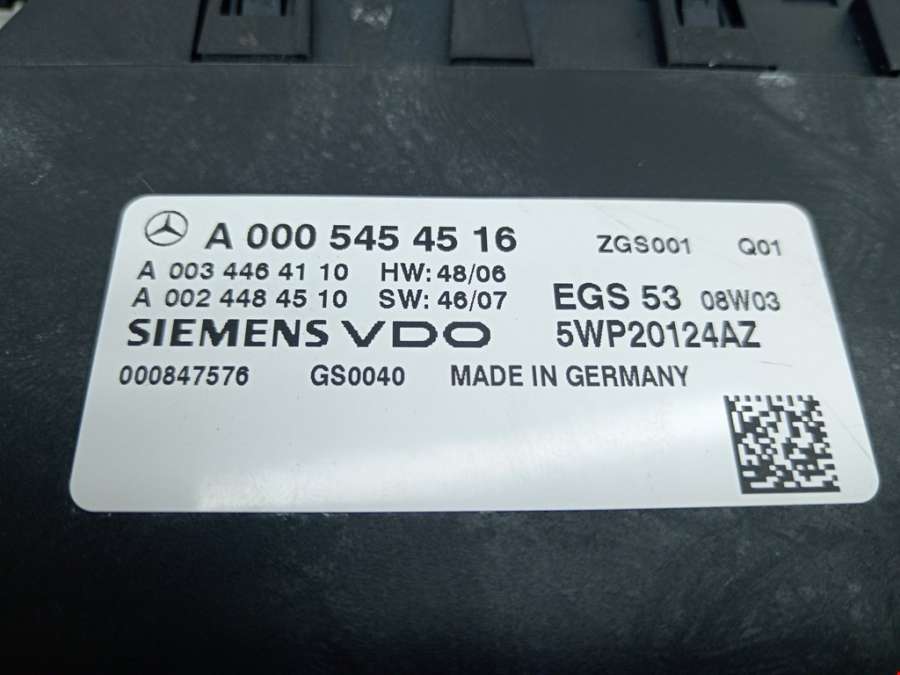 A 000 545 45 16 ZGS001 Q01
A 003 446 41 10 HW: 48/06
A 002 448 45 10 SW: 46/07 EGS 53 08W03
SIEMENS VDO 5WP20124AZ
000847576 GS0040 MADE IN GERMANY